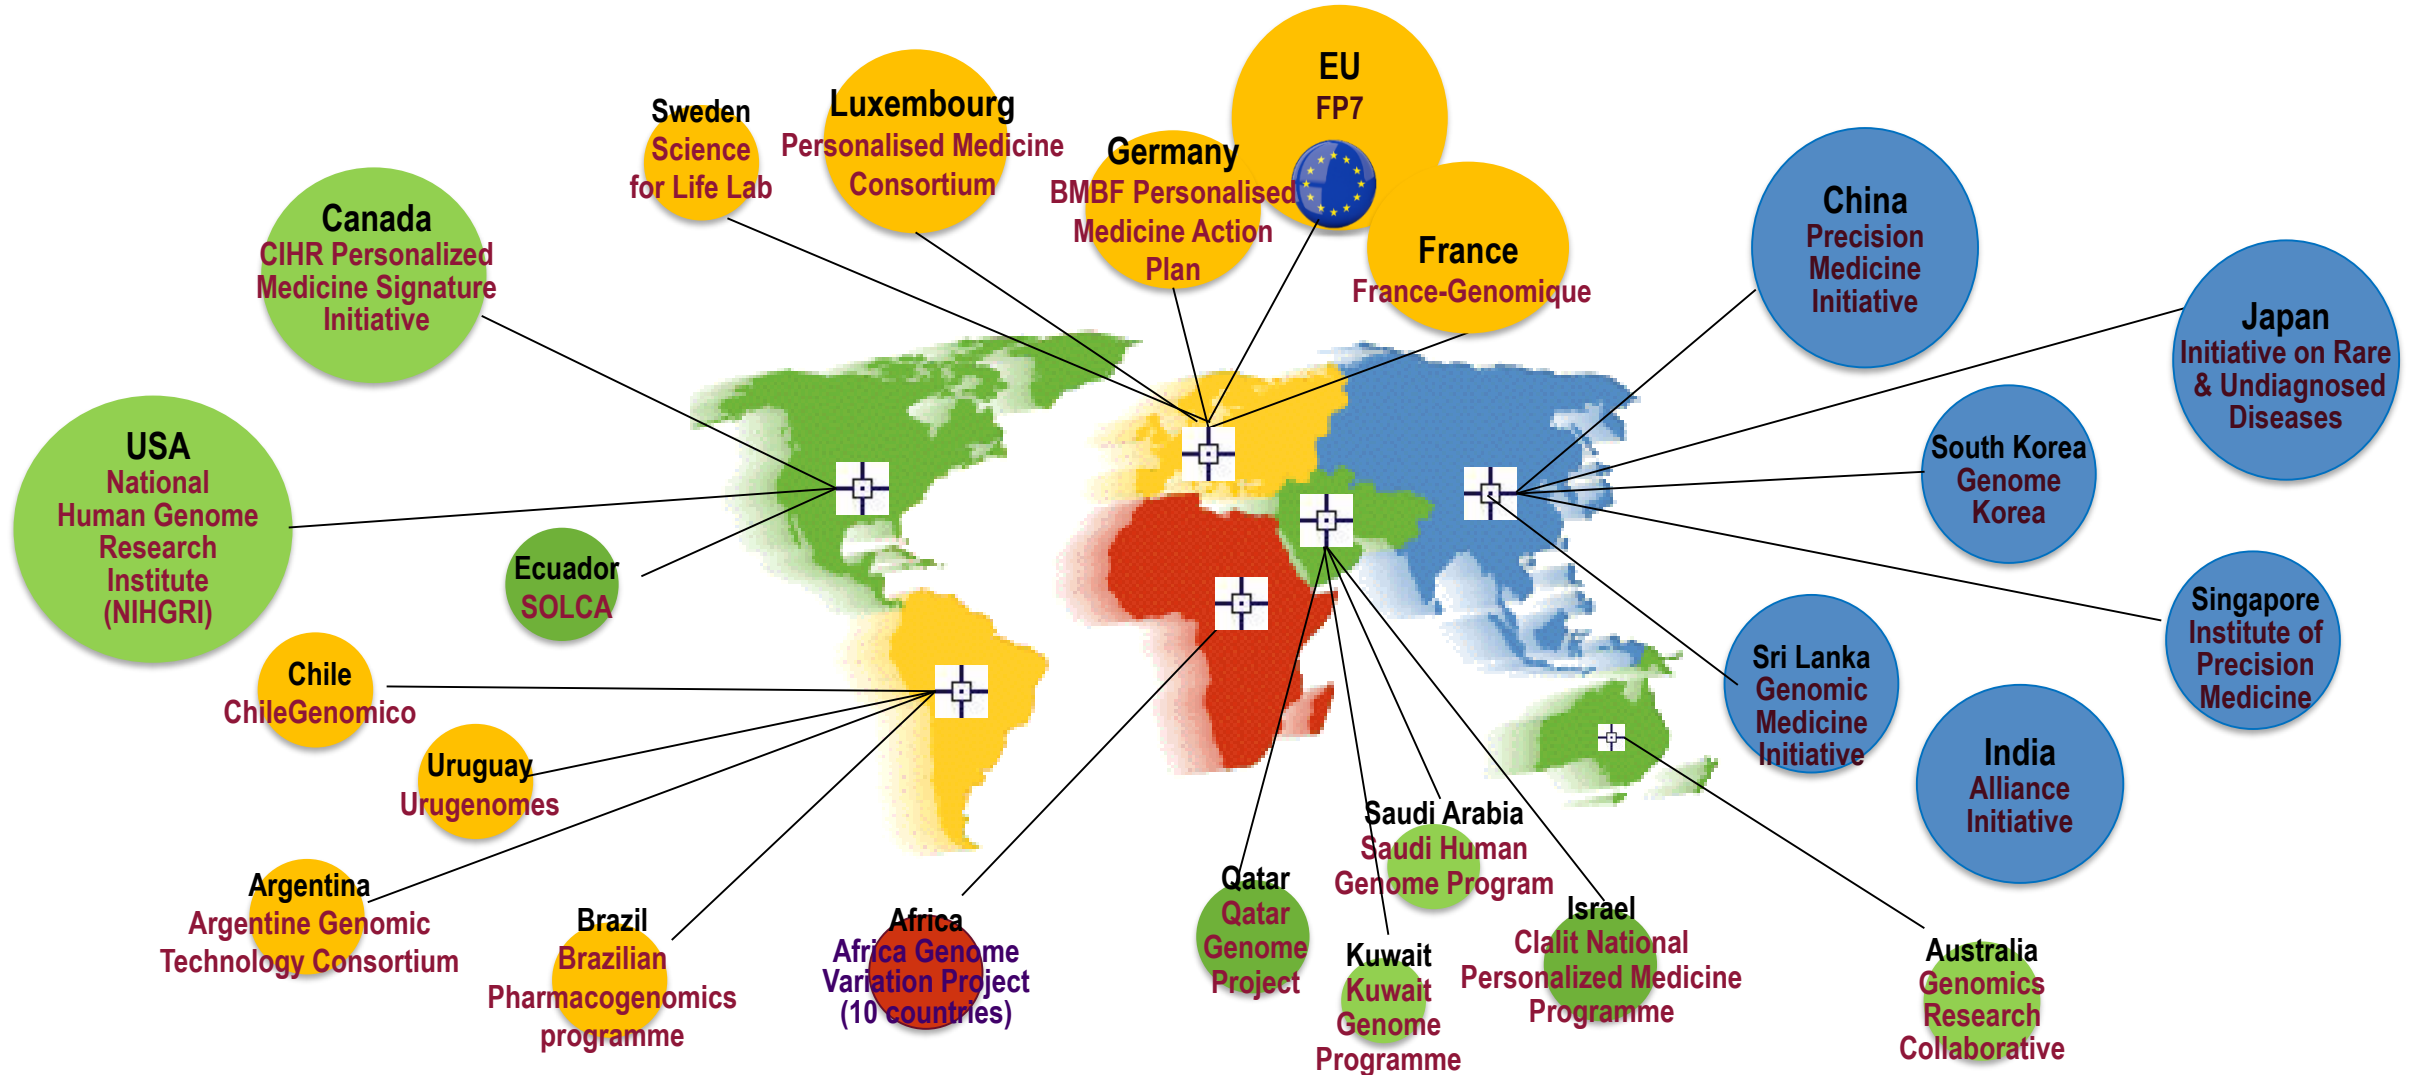 EU
FP7
Sweden
Science
for Life Lab
Luxembourg
Personalised Medicine
Consortium
Germany
BMBF Personalised
Medicine Action
Plan
France
France-Genomique
China
Precision
Medicine
Initiative
Canada
CIHR Personalized
Medicine Signature
Initiative
Japan
Initiative on Rare
& Undiagnosed
Diseases
USA
National
Human Genome
Research
Institute
(NIHGRI)
South Korea
Genome
Korea
Ecuador
SOLCA
Singapore
Institute of
Precision
Medicine
Chile
ChileGenomico
Sri Lanka
Genomic
Medicine
Initiative
Uruguay
Urugenomes
India
Alliance
Initiative
Saudi Arabia
Saudi Human
Genome Program
Argentina
Argentine Genomic
Technology Consortium
Brazil
Brazilian
Pharmacogenomics
programme
Africa
Africa Genome
Variation Project
(10 countries)
Qatar
Qatar
Genome
Project
Kuwait
Kuwait
Genome
Programme
Israel
Clalit National
Personalized Medicine
Programme
Australia
Genomics
Research
Collaborative